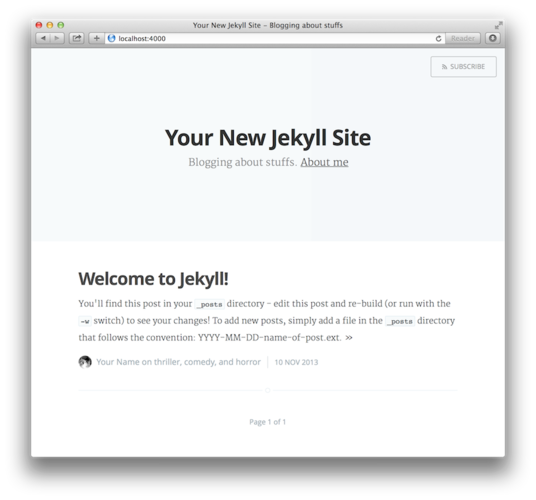 Your New Jekyll Site – Blogging about stuffs
localhost:4000
Reader
SUBSCRIBE
Your New Jekyll Site
Blogging about stuffs. About me
Welcome to Jekyll!
You'll find this post in your _posts directory - edit this post and re-build (or run with the
-w switch) to see your changes! To add new posts, simply add a file in the _posts directory
that follows the convention: YYYY-MM-DD-name-of-post.ext. »
Your Name on thriller, comedy, and horror 10 NOV 2013
Page 1 of 1